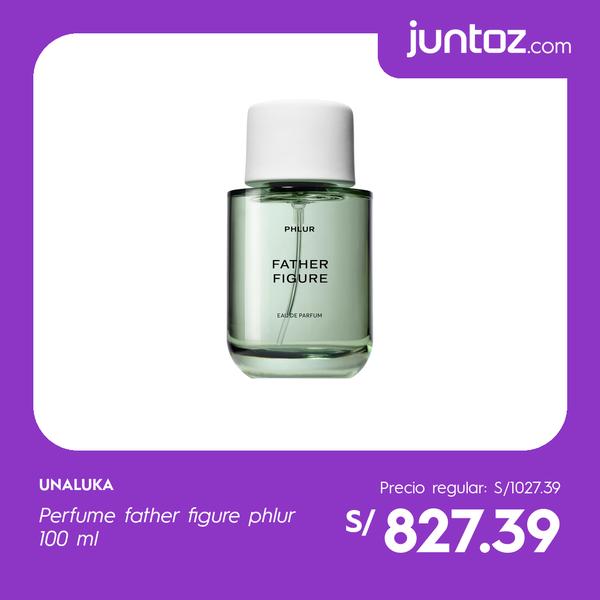 juntoz.com
PHLUR
FATHER
FIGURE
EAU DE PARFUM
UNALUKA
Perfume father figure phlur
100 ml
Precio regular: S/1027.39
S/ 827.39